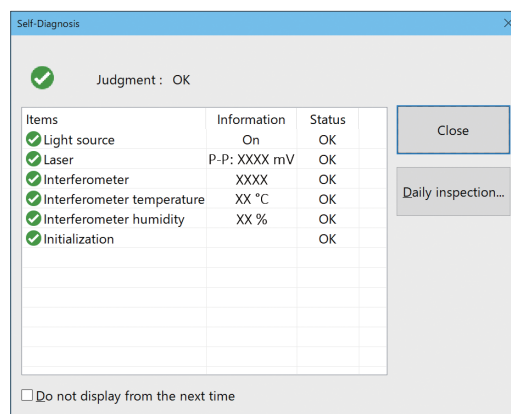 Self-Diagnosis
Judgment : OK
Items Information Status
Light source On OK
Laser P-P: XXXX mV OK
Interferometer XXXX OK
Interferometer temperature XX °C OK
Interferometer humidity XX % OK
Initialization OK
Close
Daily inspection...
Do not display from the next time